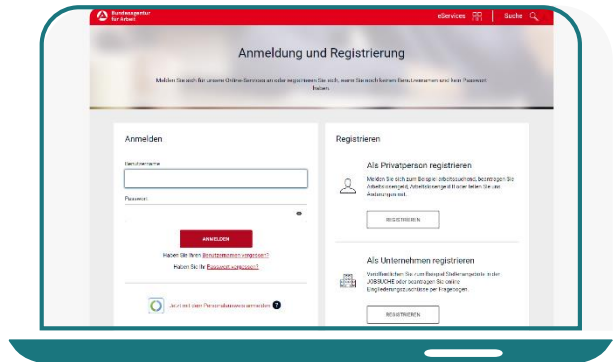 Bundesagentur
für Arbeit
eServices
Suche
Anmeldung und Registrierung
Melden Sie sich für unsere Online-Services an oder registrieren Sie sich, wenn Sie noch keinen Benutzernamen und kein Passwort
haben.
Anmelden
Benutzername
Passwort
ANMELDEN
Haben Sie Ihren Benutzernamen vergessen?
Haben Sie Ihr Passwort vergessen?
Jetzt mit dem Personalausweis anmelden ?
Registrieren
Als Privatperson registrieren
Melden Sie sich zum Beispiel arbeitsuchend, beantragen Sie
Arbeitslosengeld, Arbeitslosengeld II oder teilen Sie uns
Änderungen mit.
REGISTRIEREN
Als Unternehmen registrieren
Veröffentlichen Sie zum Beispiel Stellenangebote in der
JOBSUCHE oder beantragen Sie online
Eingliederungszuschüsse per Fragebogen.
REGISTRIEREN